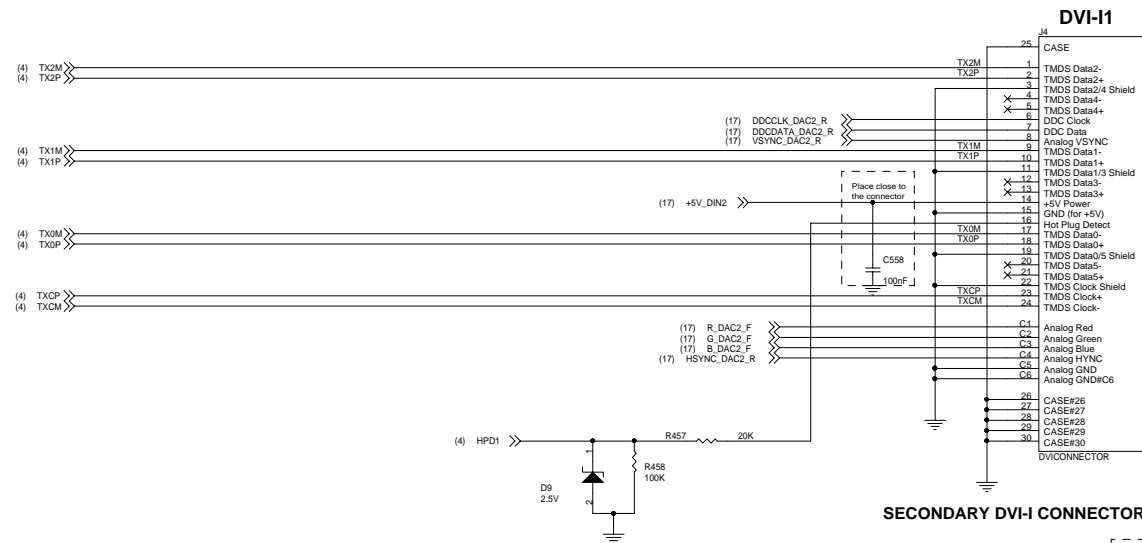 DVI-I1
J4
25 CASE
(4) TX2M TX2M 1 TMDS Data2-
(4) TX2P TX2P 2 TMDS Data2+
3 TMDS Data2/4 Shield
4 TMDS Data4-
5 TMDS Data4+
(17) DDCCLK_DAC2_R 6 DDC Clock
(17) DDCDATA_DAC2_R 7 DDC Data
(17) VSYNC_DAC2_R 8 Analog VSYNC
(4) TX1M TX1M 9 TMDS Data1-
(4) TX1P TX1P 10 TMDS Data1+
11 TMDS Data1/3 Shield
12 TMDS Data3-
13 TMDS Data3+
Place close to
the connector
(17) +5V_DIN2 14 +5V Power
15 GND (for +5V)
16 Hot Plug Detect
(4) TX0M TX0M 17 TMDS Data0-
(4) TX0P TX0P 18 TMDS Data0+
19 TMDS Data0/5 Shield
C558
100nF
20 TMDS Data5-
21 TMDS Data5+
22 TMDS Clock Shield
(4) TXCP TXCP 23 TMDS Clock+
(4) TXCM TXCM 24 TMDS Clock-
(17) R_DAC2_F C1 Analog Red
(17) G_DAC2_F C2 Analog Green
(17) B_DAC2_F C3 Analog Blue
(17) HSYNC_DAC2_R C4 Analog HYNC
C5 Analog GND
C6 Analog GND#C6
26 CASE#26
27 CASE#27
28 CASE#28
29 CASE#29
30 CASE#30
DVICONNECTOR
(4) HPD1 R457 20K
1
2
D9
2.5V
R458
100K
SECONDARY DVI-I CONNECTOR